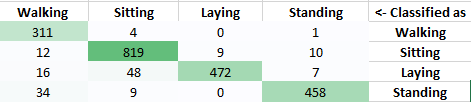 Walking Sitting Laying Standing <- Classified as
311 4 0 1 Walking
12 819 9 10 Sitting
16 48 472 7 Laying
34 9 0 458 Standing